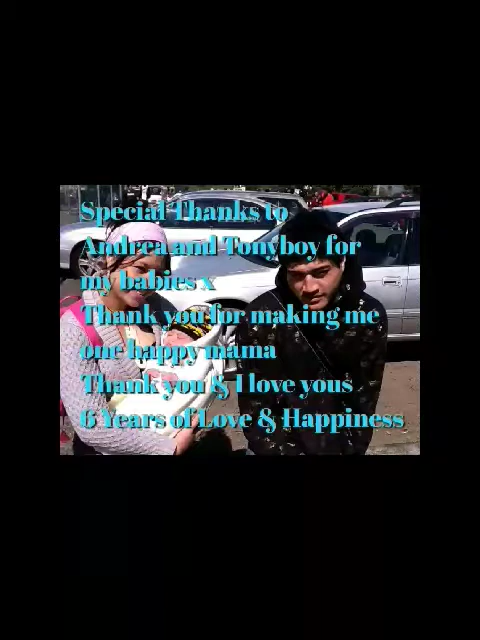 Special Thanks to
Andrea and Tonyboy for
my babies x
Thank you for making me
one happy mama
Thank you & I love yous
6 Years of Love & Happiness